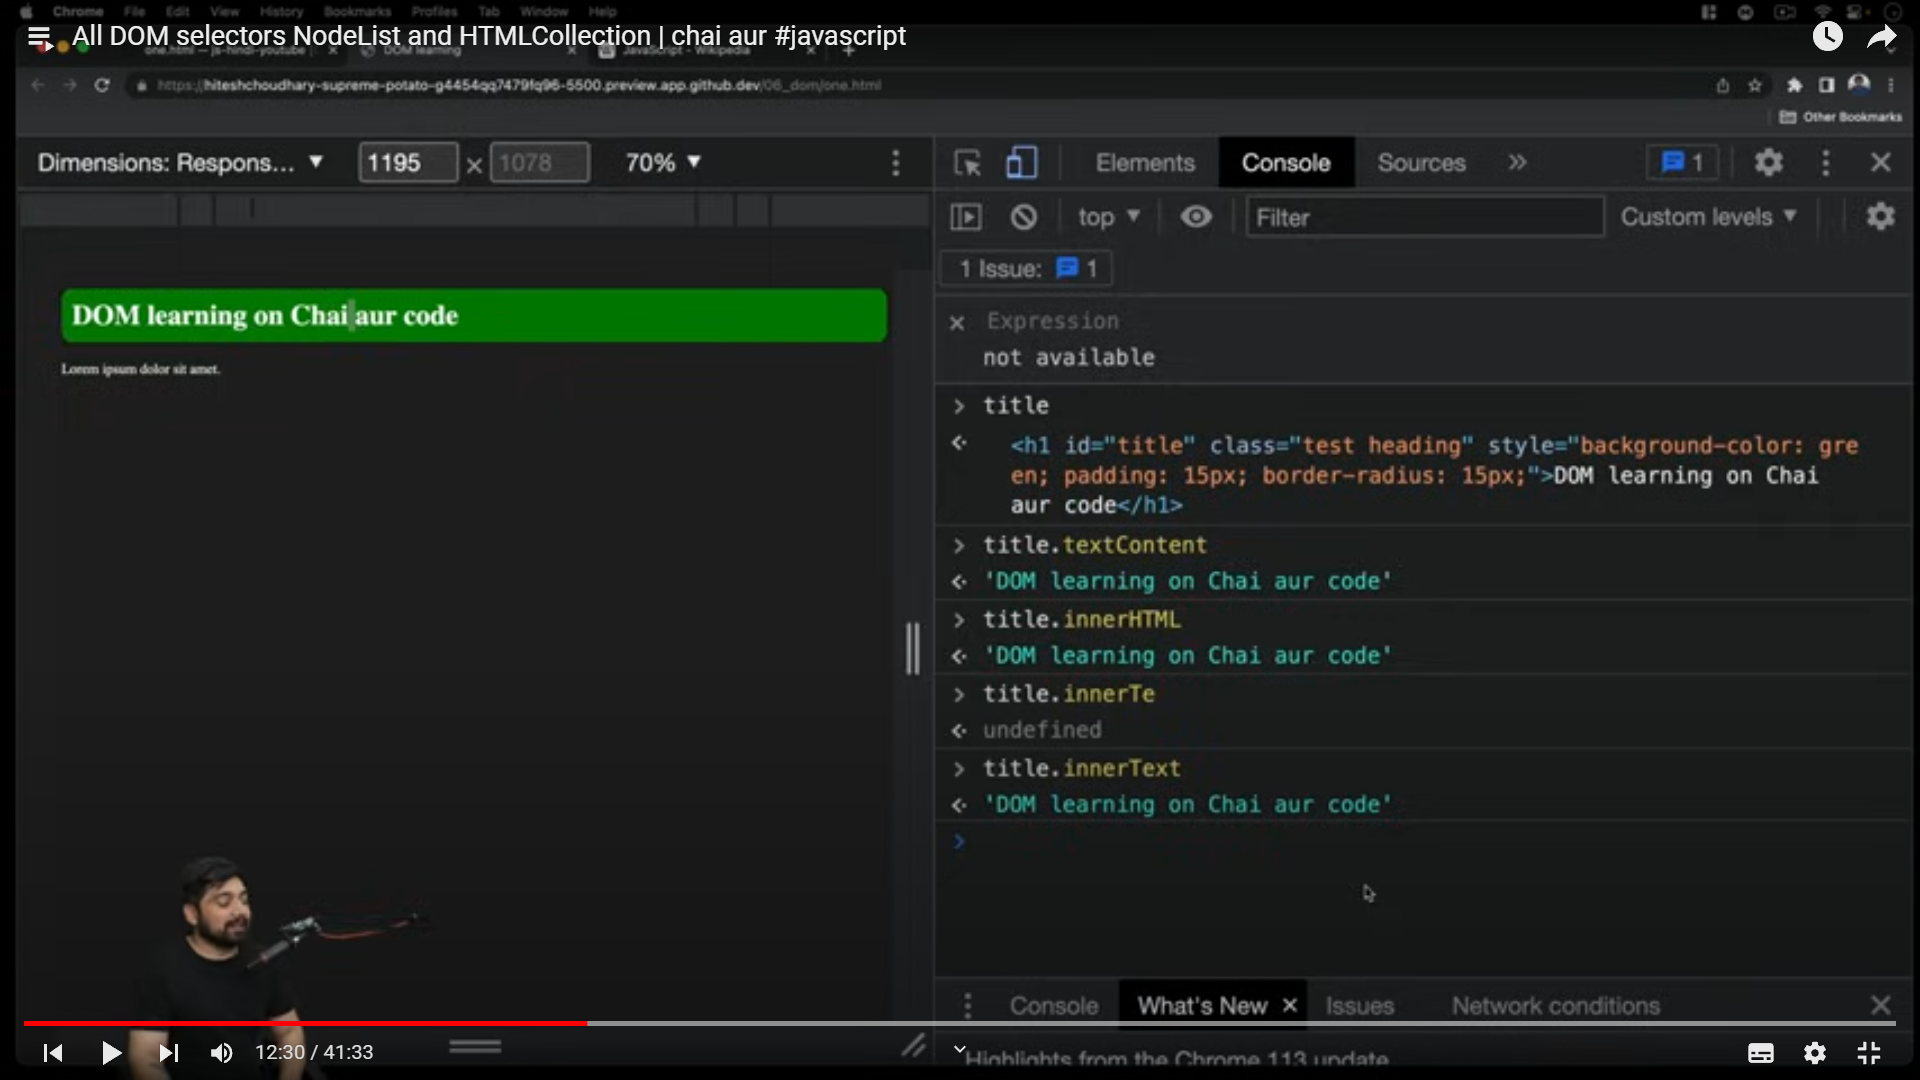 Chrome File Edit View History Bookmarks Profiles Tab Window Help
All DOM selectors NodeList and HTMLCollection | chai aur #javascript
one.html — js-hindi-youtube
DOM learning
JavaScript - Wikipedia
https://hiteshchoudhary-supreme-potato-g4454qq7479fq96-5500.preview.app.github.dev/06_dom/one.html
Other Bookmarks
Dimensions: Respons... ▼ 1195 × 1078 70% ▼
Elements Console Sources » 1
top ▼ Filter Custom levels ▼
1 Issue: 1
DOM learning on Chai aur code
Lorem ipsum dolor sit amet.
Expression
not available
> title
<h1 id="title" class="test heading" style="background-color: gre
en; padding: 15px; border-radius: 15px;">DOM learning on Chai
aur code</h1>
> title.textContent
'DOM learning on Chai aur code'
> title.innerHTML
'DOM learning on Chai aur code'
> title.innerTe
undefined
> title.innerText
'DOM learning on Chai aur code'
>
Console What's New × Issues Network conditions
Highlights from the Chrome 113 update
12:30 / 41:33